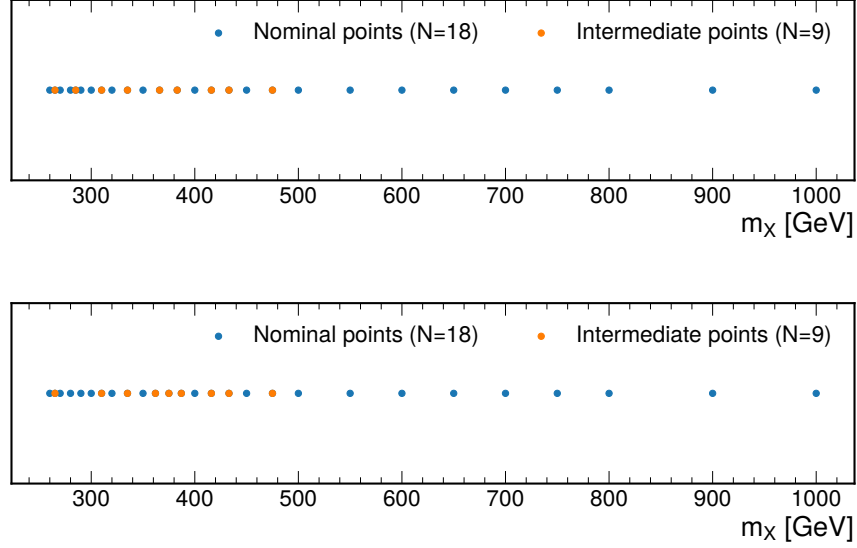 Nominal points (N=18) Intermediate points (N=9)
300 400 500 600 700 800 900 1000
m_X [GeV]
Nominal points (N=18) Intermediate points (N=9)
300 400 500 600 700 800 900 1000
m_X [GeV]